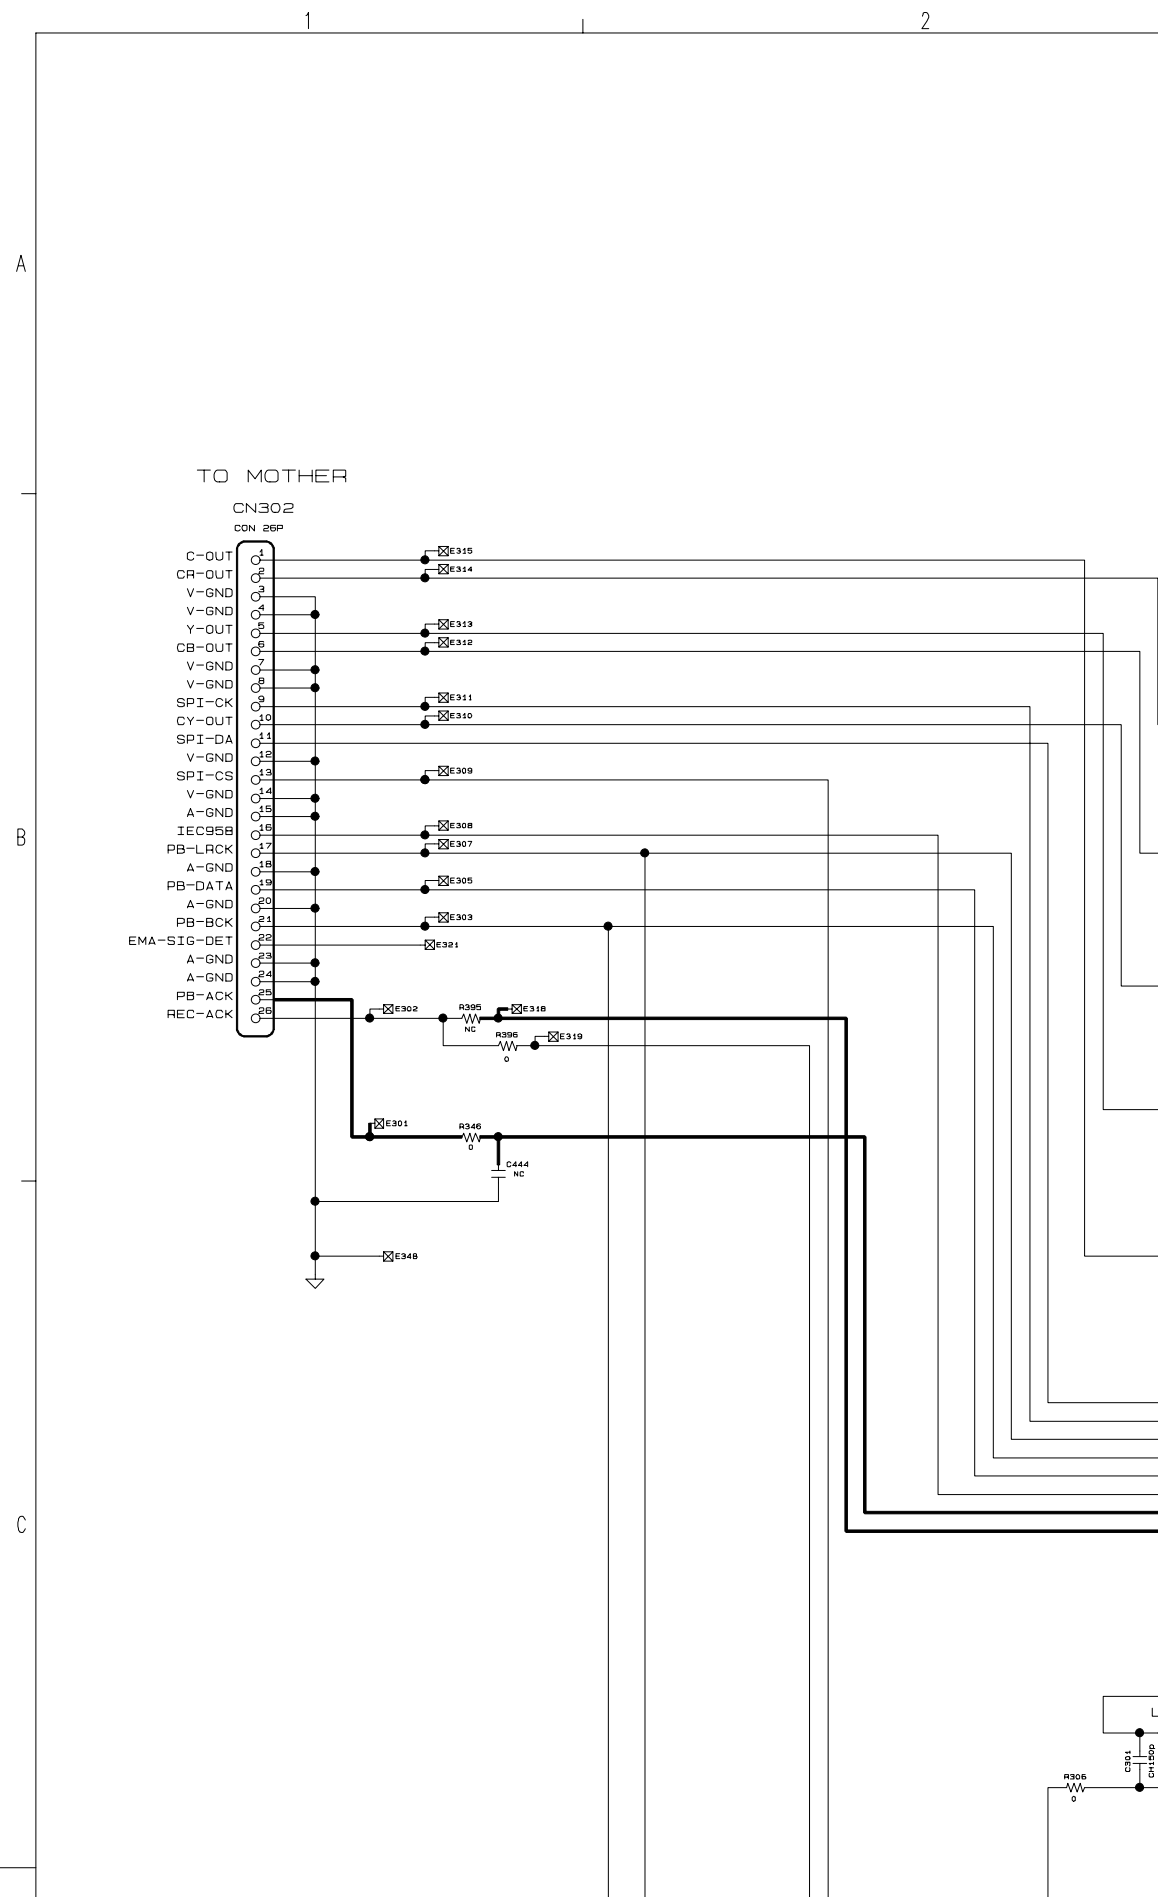 1
2
A
TO MOTHER
CN302
CON 26P
C-OUT 1 E315
CR-OUT 2 E314
V-GND 3
V-GND 4
Y-OUT 5 E313
CB-OUT 6 E312
V-GND 7
V-GND 8
SPI-CK 9 E311
CY-OUT 10 E310
SPI-DA 11
V-GND 12
SPI-CS 13 E309
V-GND 14
A-GND 15
B
IEC958 16 E308
PB-LRCK 17 E307
A-GND 18
PB-DATA 19 E305
A-GND 20
PB-BCK 21 E303
EMA-SIG-DET 22 E321
A-GND 23
A-GND 24
PB-ACK 25
REC-ACK 26 E302 R395 E318
NC
R396 E319
0
E301 R346
0
C444
NC
E348
C
L
C301
CH150p
R306
0